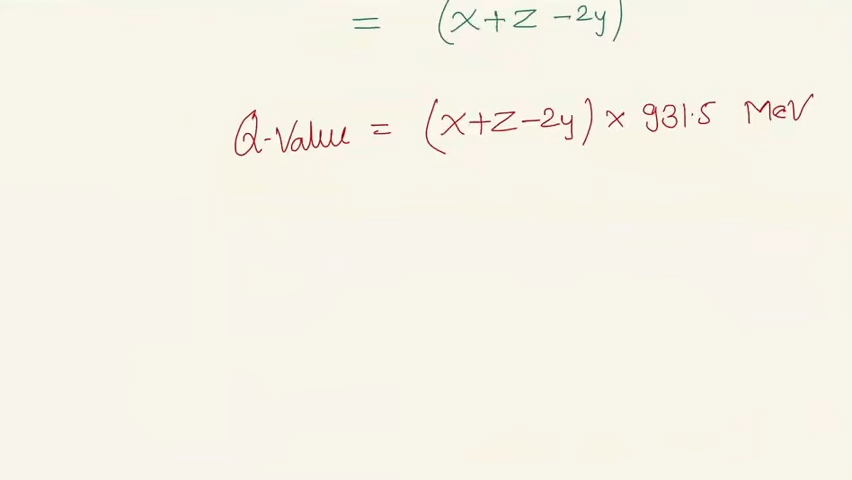 = (x+z-2y)
Q-Value = (x+z-2y) × 931.5 MeV